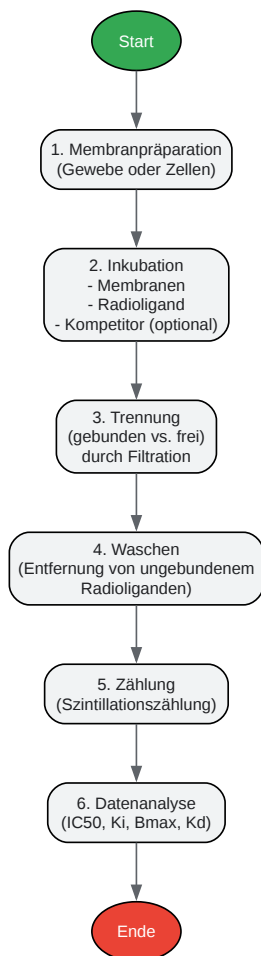 Start
1. Membranpräparation
(Gewebe oder Zellen)
2. Inkubation
- Membranen
- Radioligand
- Kompetitor (optional)
3. Trennung
(gebunden vs. frei)
durch Filtration
4. Waschen
(Entfernung von ungebundenem
Radioliganden)
5. Zählung
(Szintillationszählung)
6. Datenanalyse
(IC50, Ki, Bmax, Kd)
Ende